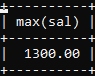 +----------+
| max(sal) |
+----------+
|  1300.00 |
+----------+